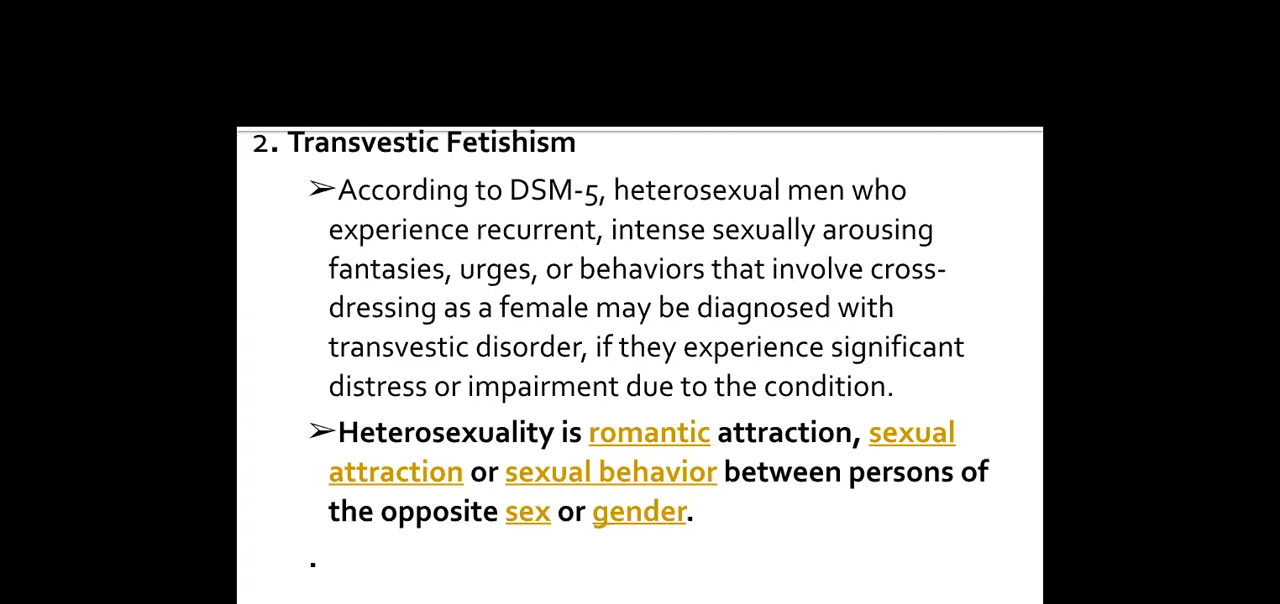 2. Transvestic Fetishism
➢According to DSM-5, heterosexual men who
experience recurrent, intense sexually arousing
fantasies, urges, or behaviors that involve cross-
dressing as a female may be diagnosed with
transvestic disorder, if they experience significant
distress or impairment due to the condition.
➢Heterosexuality is romantic attraction, sexual
attraction or sexual behavior between persons of
the opposite sex or gender.
.